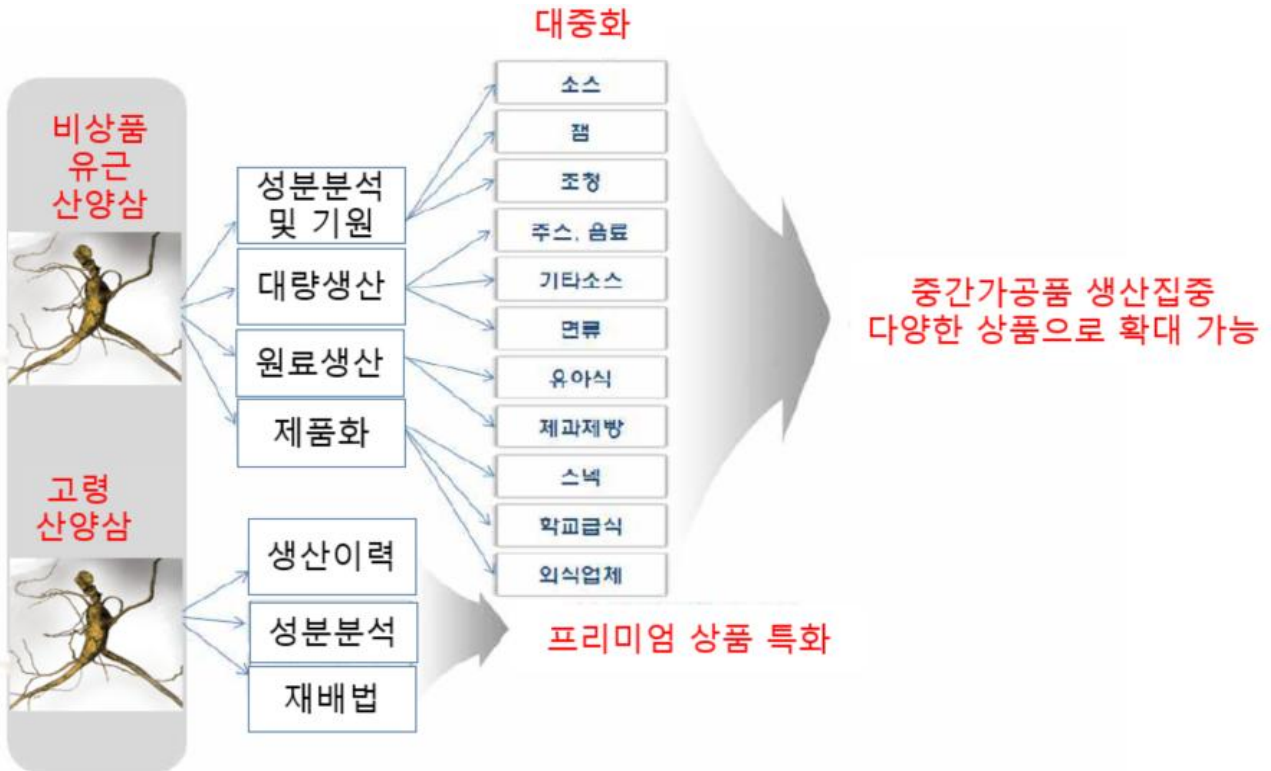 대중화
비상품
유근
산양삼
성분분석
및 기원
대량생산
원료생산
제품화
소스
잼
조청
주스, 음료
기타소스
면류
유아식
제과제빵
스넥
학교급식
외식업체
중간가공품 생산집중
다양한 상품으로 확대 가능
고령
산양삼
생산이력
성분분석
재배법
프리미엄 상품 특화